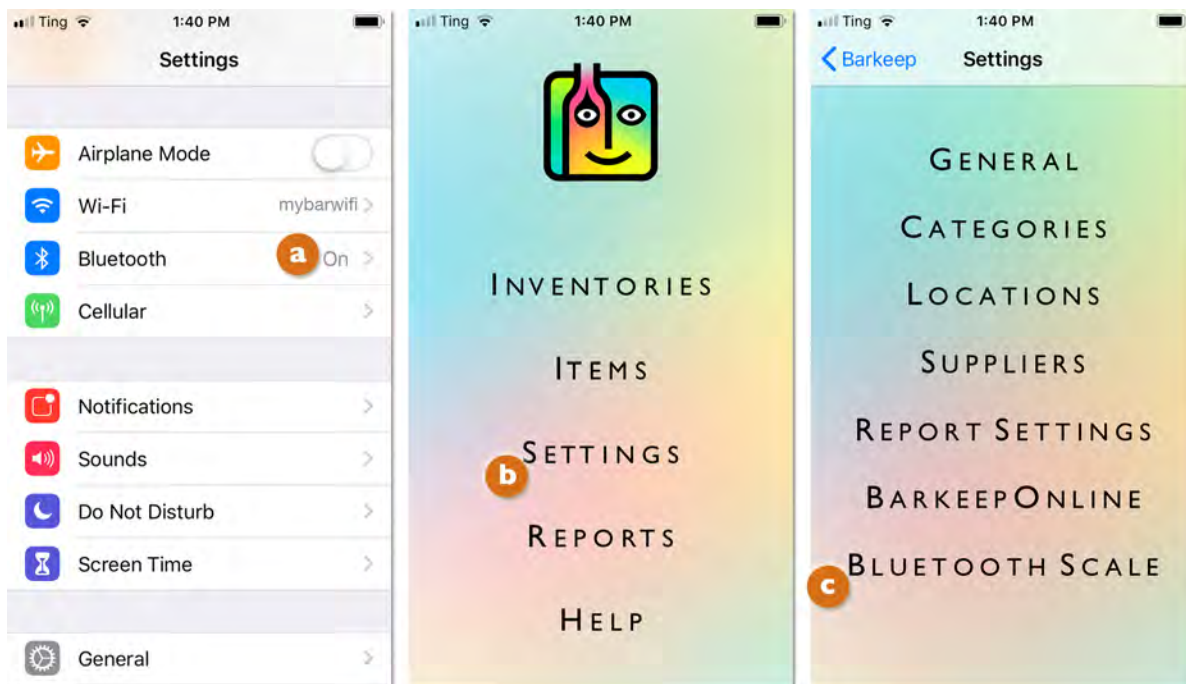 Ting 1:40 PM
Settings
Airplane Mode
Wi-Fi mybarwifi
Bluetooth a On
Cellular
Notifications
Sounds
Do Not Disturb
Screen Time
General
Ting 1:40 PM
INVENTORIES
ITEMS
SETTINGS
b
REPORTS
HELP
Ting 1:40 PM
Barkeep Settings
GENERAL
CATEGORIES
LOCATIONS
SUPPLIERS
REPORT SETTINGS
BARKEEPONLINE
BLUETOOTH SCALE
c